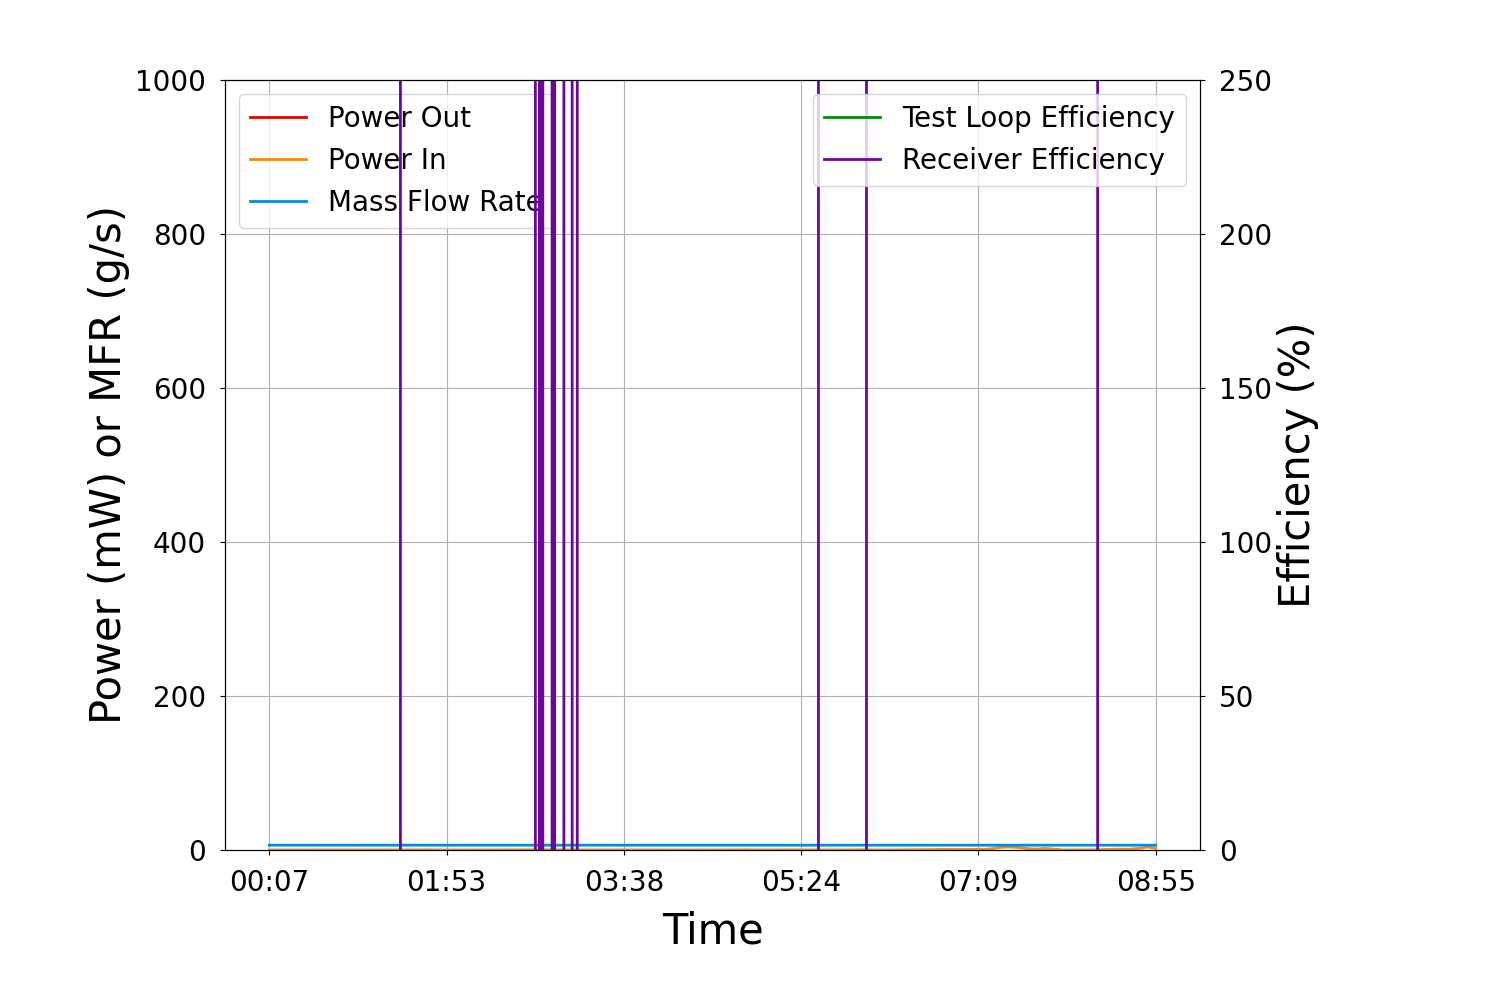 1000
800
600
400
200
0
Power (mW) or MFR (g/s)
Power Out
Power In
Mass Flow Rate
Test Loop Efficiency
Receiver Efficiency
250
200
150
100
50
0
Efficiency (%)
00:07 01:53 03:38 05:24 07:09 08:55
Time